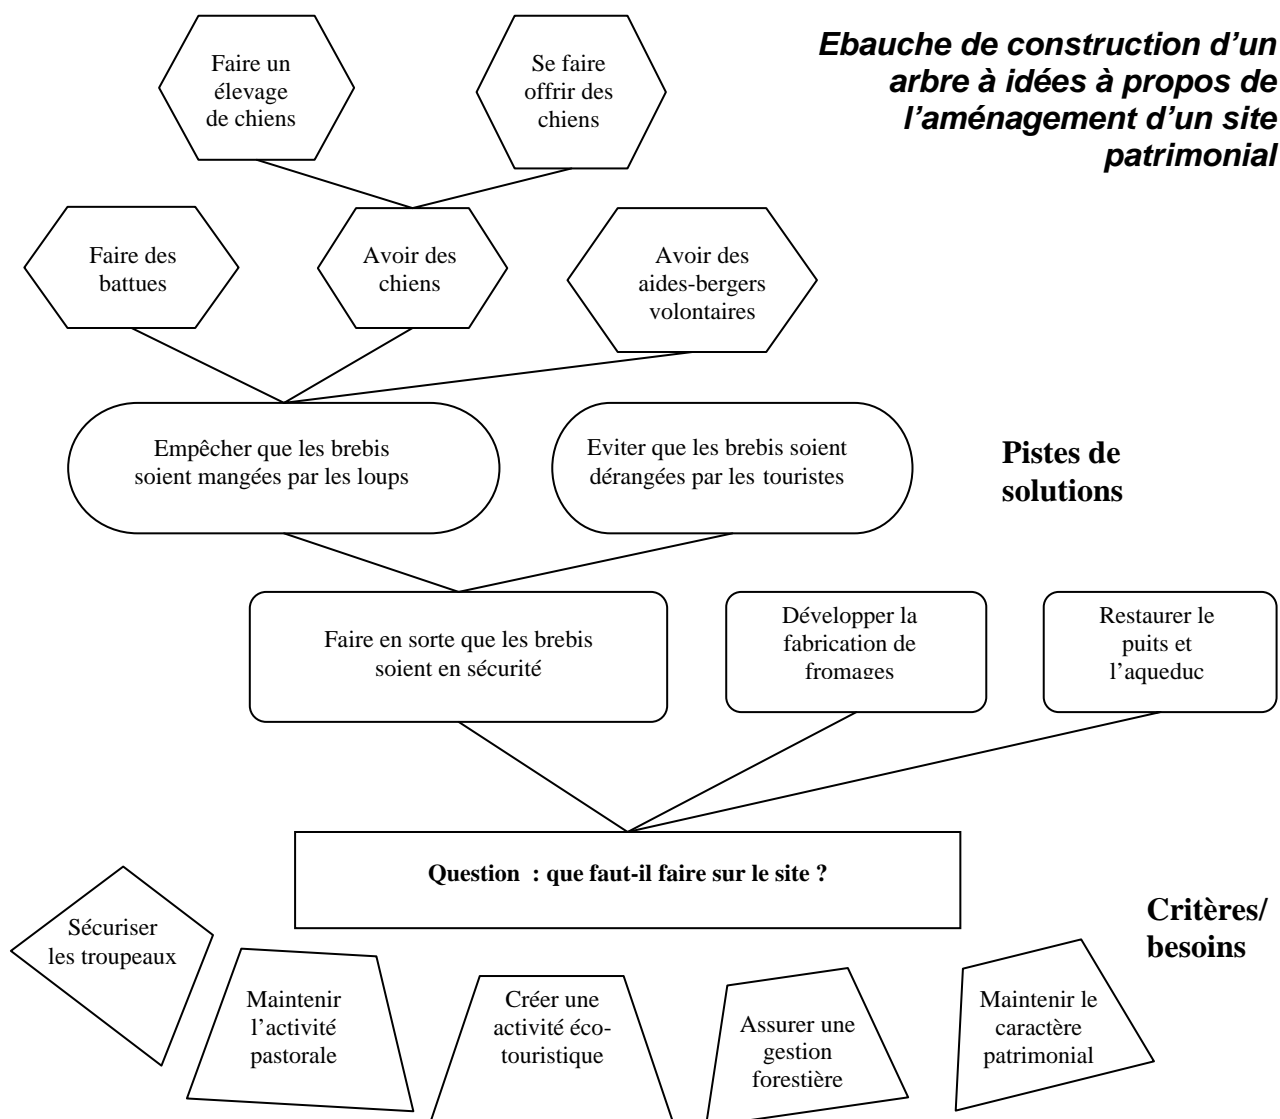 Ebauche de construction d’un
arbre à idées à propos de
l’aménagement d’un site
patrimonial
Faire un
élevage
de chiens
Se faire
offrir des
chiens
Faire des
battues
Avoir des
chiens
Avoir des
aides-bergers
volontaires
Empêcher que les brebis
soient mangées par les loups
Eviter que les brebis soient
dérangées par les touristes
Pistes de
solutions
Faire en sorte que les brebis
soient en sécurité
Développer la
fabrication de
fromages
Restaurer le
puits et
l’aqueduc
Question : que faut-il faire sur le site ?
Critères/
besoins
Sécuriser
les troupeaux
Maintenir
l’activité
pastorale
Créer une
activité éco-
touristique
Assurer une
gestion
forestière
Maintenir le
caractère
patrimonial